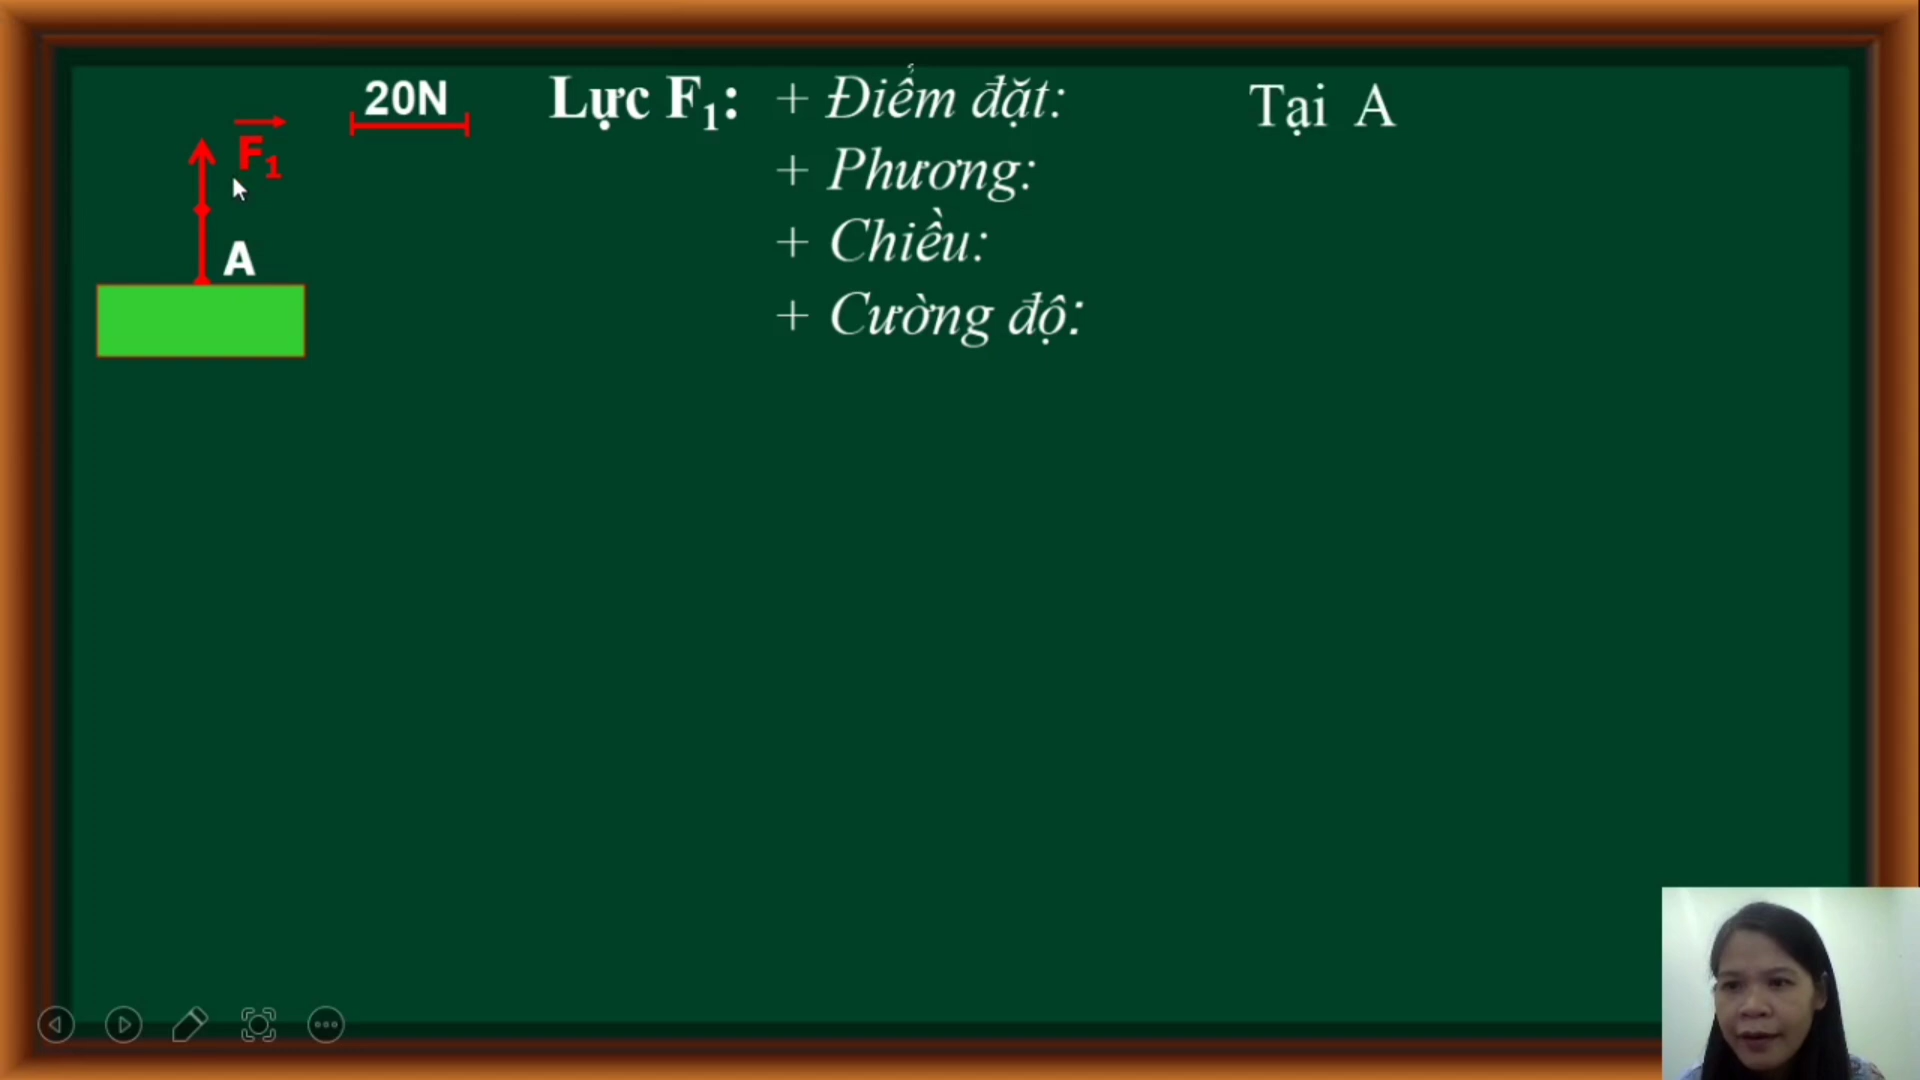 20N
F₁
A
Lực F₁: + Điểm đặt: Tại A
+ Phương:
+ Chiều:
+ Cường độ: